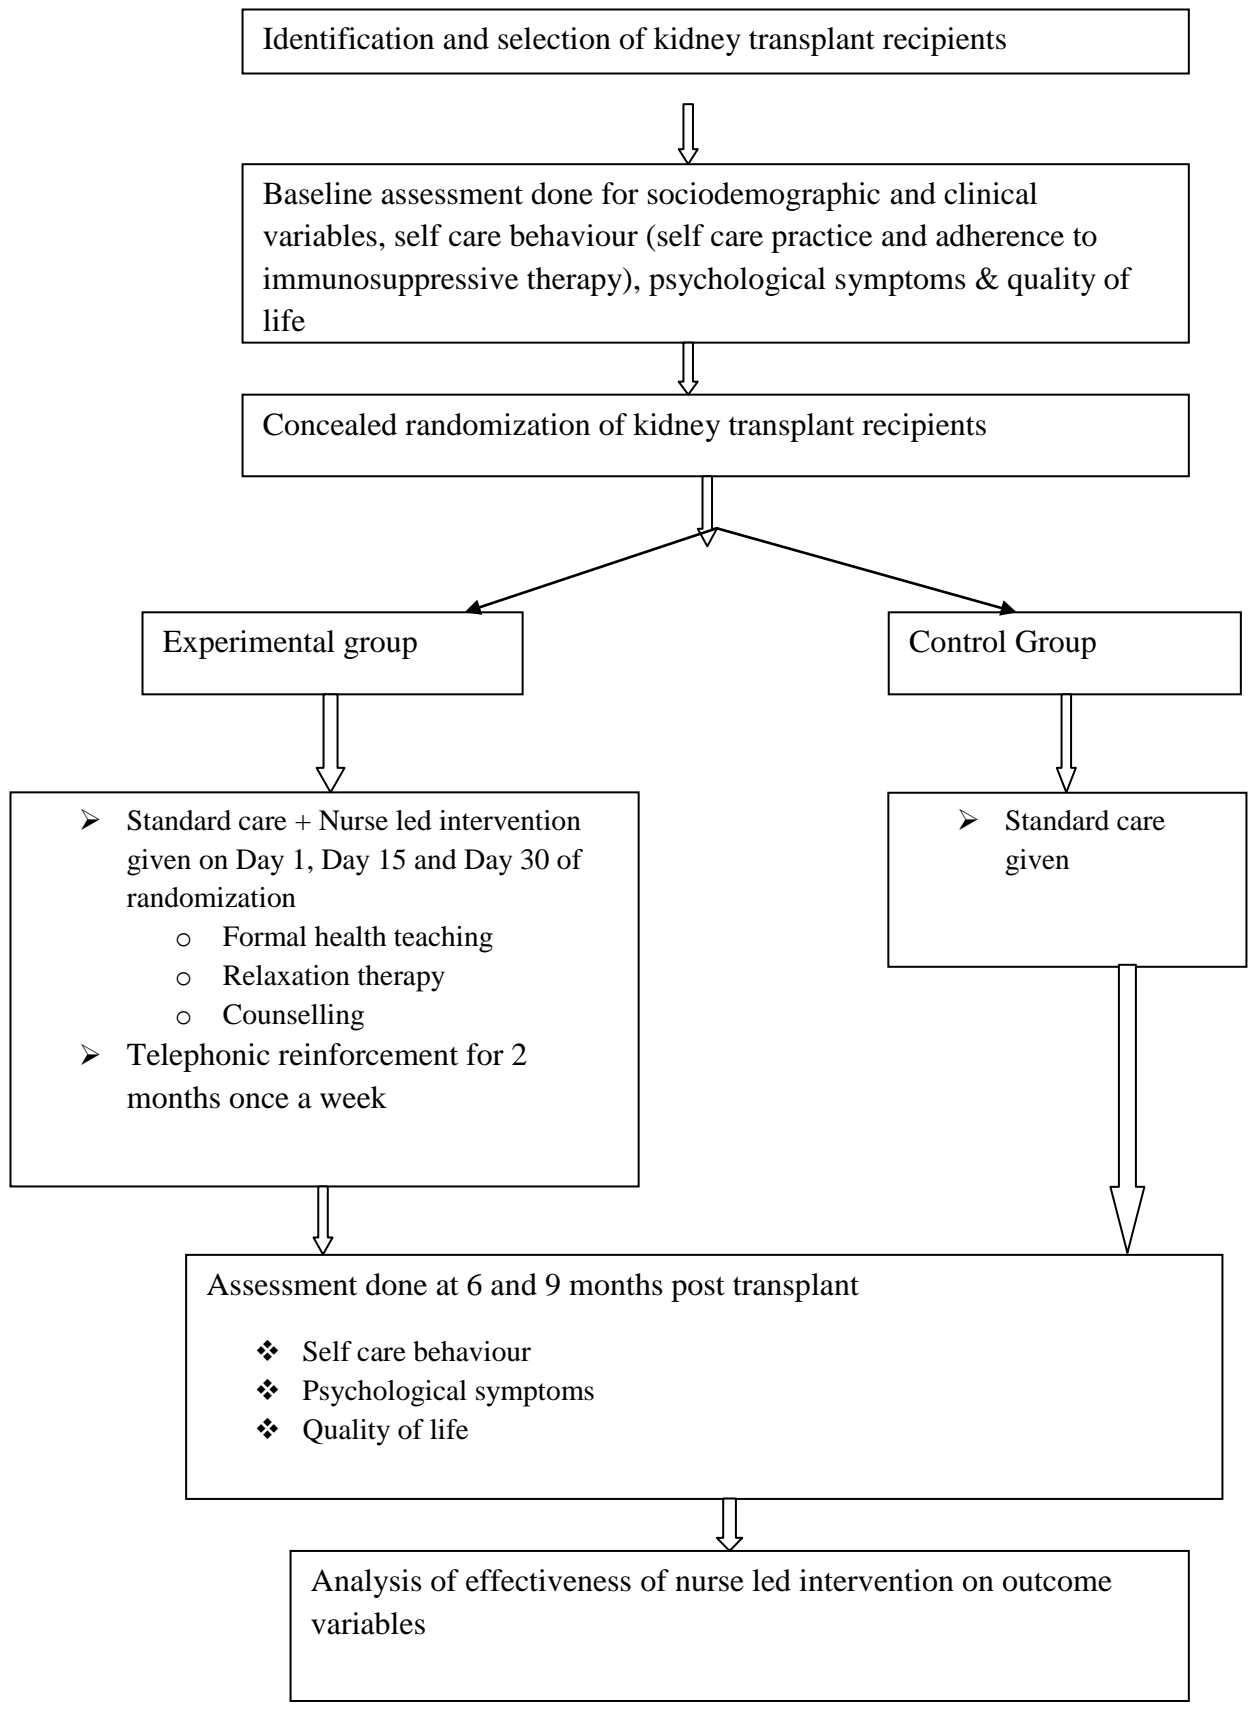 Identification and selection of kidney transplant recipients
Baseline assessment done for sociodemographic and clinical
variables, self care behaviour (self care practice and adherence to
immunosuppressive therapy), psychological symptoms & quality of
life
Concealed randomization of kidney transplant recipients
Experimental group
Control Group
➢ Standard care + Nurse led intervention
given on Day 1, Day 15 and Day 30 of
randomization
o Formal health teaching
o Relaxation therapy
o Counselling
➢ Telephonic reinforcement for 2
months once a week
➢ Standard care
given
Assessment done at 6 and 9 months post transplant
❖ Self care behaviour
❖ Psychological symptoms
❖ Quality of life
Analysis of effectiveness of nurse led intervention on outcome
variables